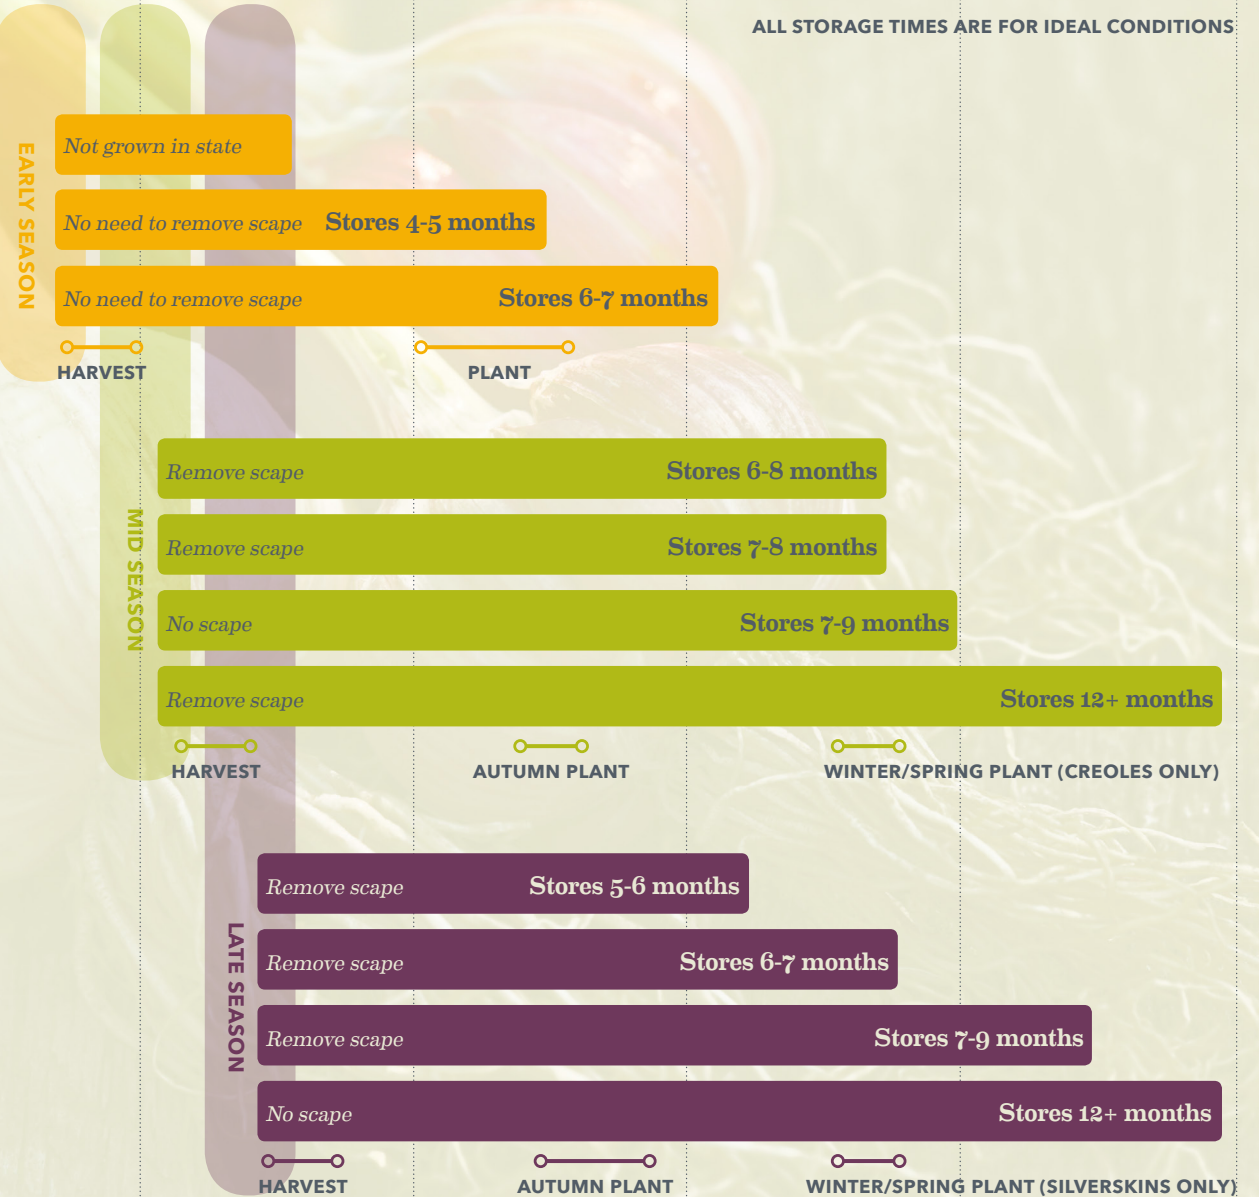 ALL STORAGE TIMES ARE FOR IDEAL CONDITIONS
EARLY SEASON
Not grown in state
No need to remove scape Stores 4-5 months
No need to remove scape Stores 6-7 months
HARVEST PLANT
MID SEASON
Remove scape Stores 6-8 months
Remove scape Stores 7-8 months
No scape Stores 7-9 months
Remove scape Stores 12+ months
HARVEST AUTUMN PLANT WINTER/SPRING PLANT (CREOLES ONLY)
LATE SEASON
Remove scape Stores 5-6 months
Remove scape Stores 6-7 months
Remove scape Stores 7-9 months
No scape Stores 12+ months
HARVEST AUTUMN PLANT WINTER/SPRING PLANT (SILVERSKINS ONLY)